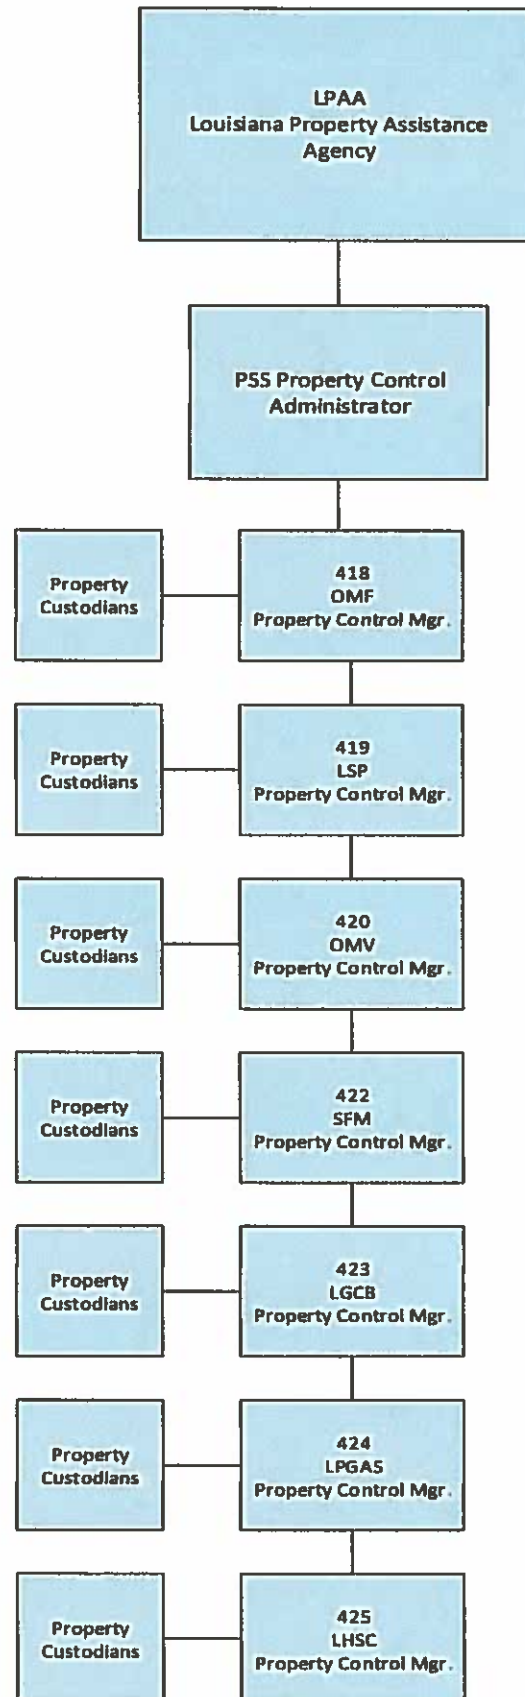 LPAA
Louisiana Property Assistance
Agency
PSS Property Control
Administrator
Property
Custodians
418
OMF
Property Control Mgr.
Property
Custodians
419
LSP
Property Control Mgr.
Property
Custodians
420
OMV
Property Control Mgr.
Property
Custodians
422
SFM
Property Control Mgr.
Property
Custodians
423
LGCB
Property Control Mgr.
Property
Custodians
424
LPGAS
Property Control Mgr.
Property
Custodians
425
LHSC
Property Control Mgr.